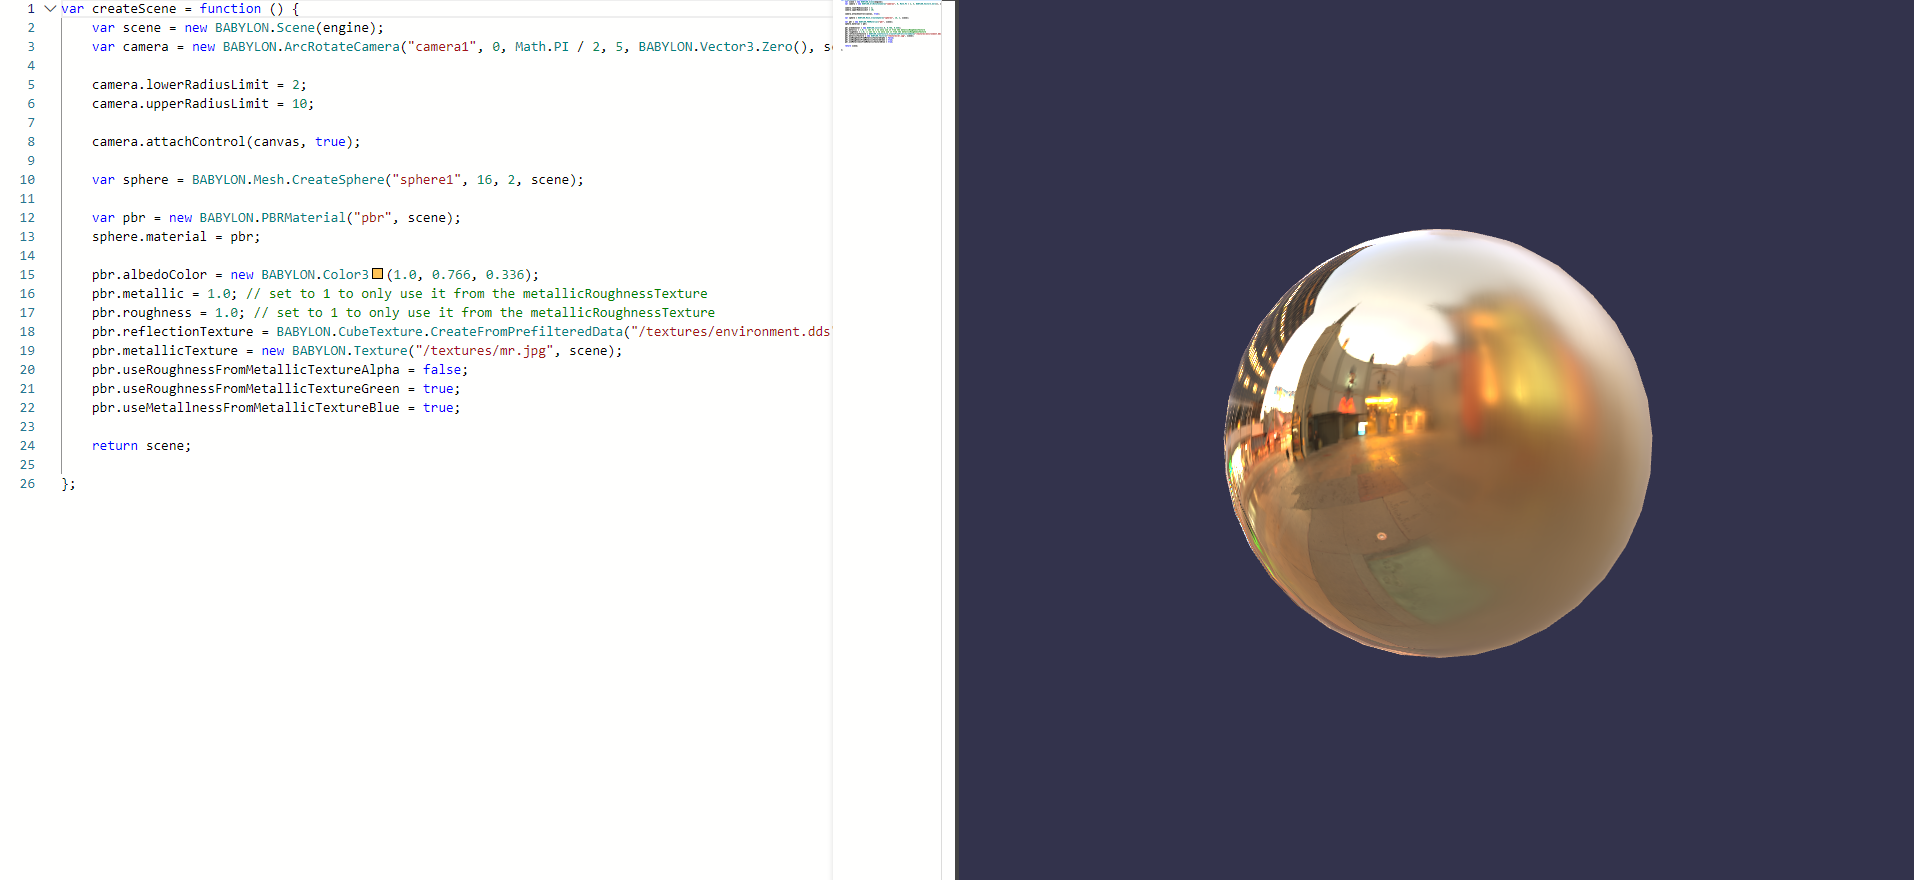 1 var createScene = function () {
2 var scene = new BABYLON.Scene(engine);
3 var camera = new BABYLON.ArcRotateCamera("camera1", 0, Math.PI / 2, 5, BABYLON.Vector3.Zero(), s
4
5 camera.lowerRadiusLimit = 2;
6 camera.upperRadiusLimit = 10;
7
8 camera.attachControl(canvas, true);
9
10 var sphere = BABYLON.Mesh.CreateSphere("sphere1", 16, 2, scene);
11
12 var pbr = new BABYLON.PBRMaterial("pbr", scene);
13 sphere.material = pbr;
14
15 pbr.albedoColor = new BABYLON.Color3(1.0, 0.766, 0.336);
16 pbr.metallic = 1.0; // set to 1 to only use it from the metallicRoughnessTexture
17 pbr.roughness = 1.0; // set to 1 to only use it from the metallicRoughnessTexture
18 pbr.reflectionTexture = BABYLON.CubeTexture.CreateFromPrefilteredData("/textures/environment.dds"
19 pbr.metallicTexture = new BABYLON.Texture("/textures/mr.jpg", scene);
20 pbr.useRoughnessFromMetallicTextureAlpha = false;
21 pbr.useRoughnessFromMetallicTextureGreen = true;
22 pbr.useMetallnessFromMetallicTextureBlue = true;
23
24 return scene;
25
26 };